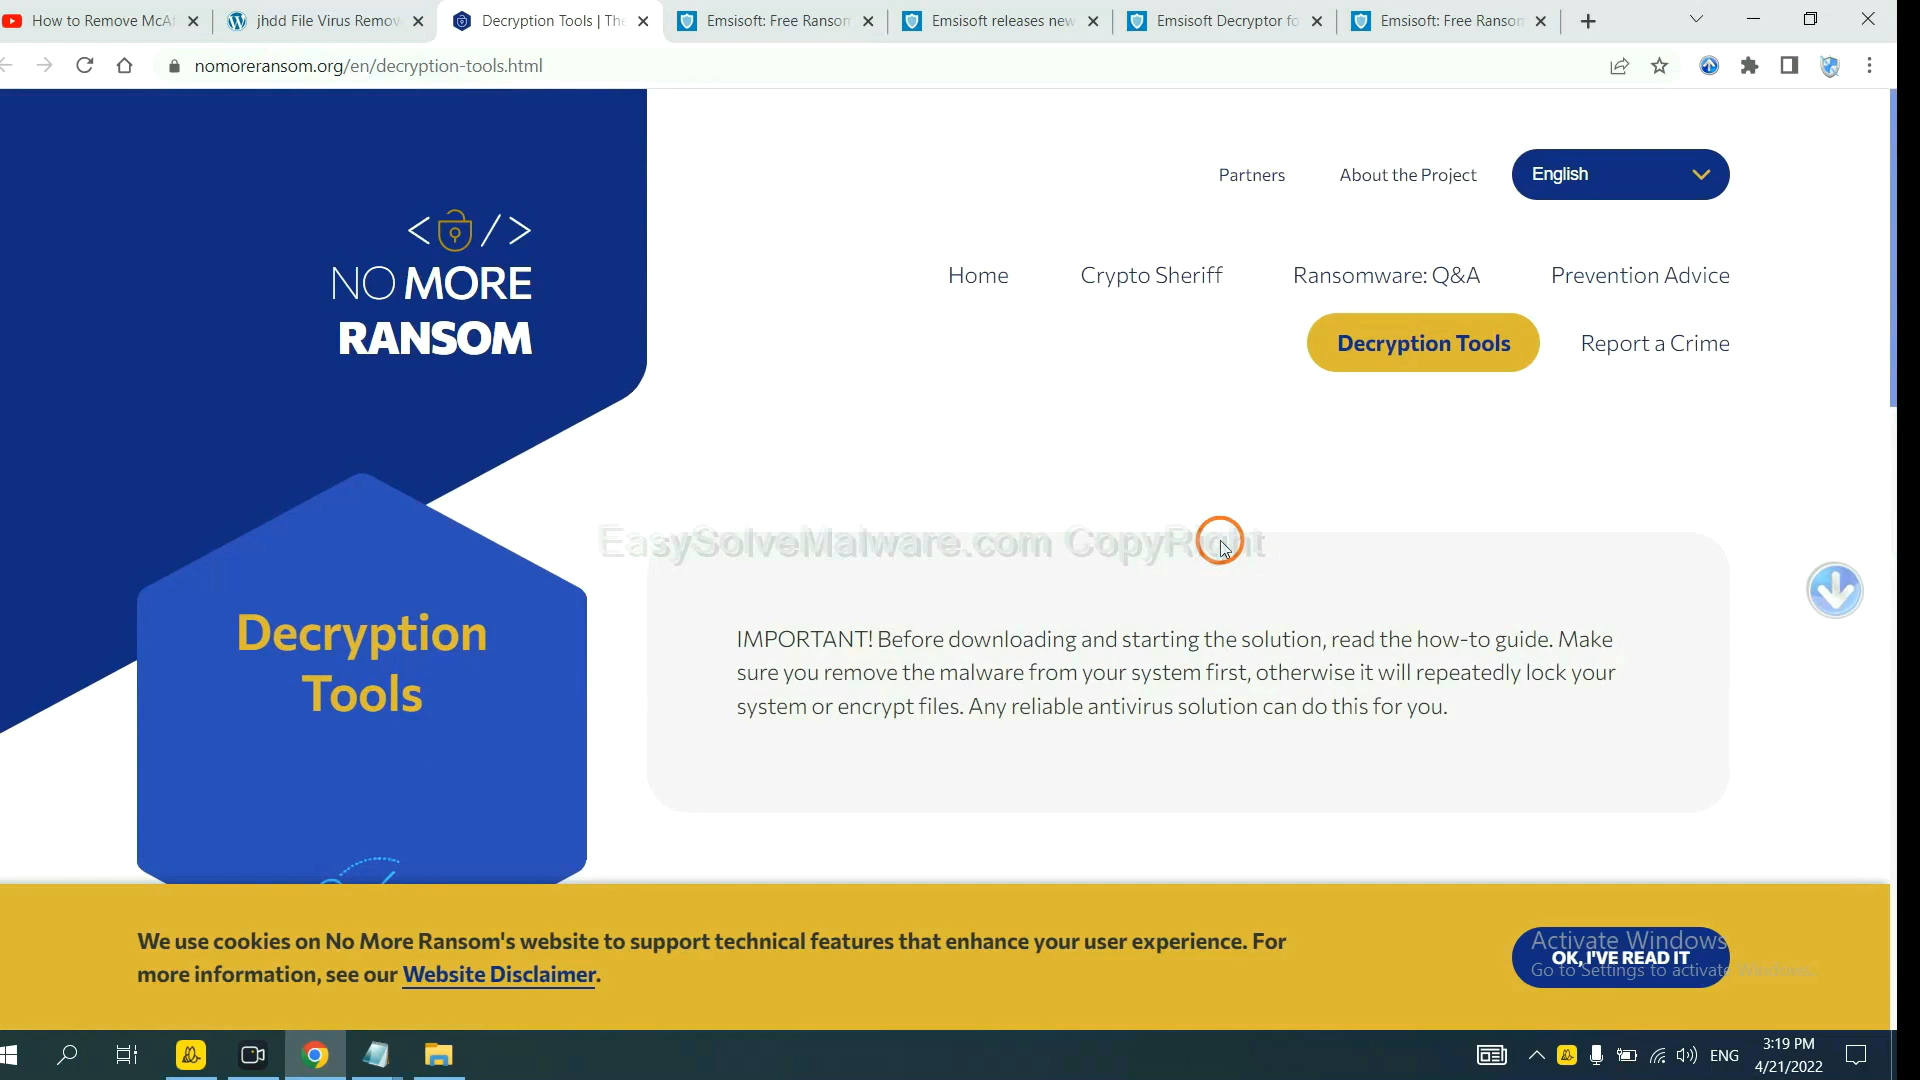 How to Remove McA
jhdd File Virus Remov
Decryption Tools | The
Emsisoft: Free Ransom
Emsisoft releases new
Emsisoft Decryptor fo
Emsisoft: Free Ransom
nomoreransom.org/en/decryption-tools.html
Partners
About the Project
English
</>
NO MORE
RANSOM
Home
Crypto Sheriff
Ransomware: Q&A
Prevention Advice
Decryption Tools
Report a Crime
EasySolveMalware.com CopyRight
Decryption
Tools
IMPORTANT! Before downloading and starting the solution, read the how-to guide. Make
sure you remove the malware from your system first, otherwise it will repeatedly lock your
system or encrypt files. Any reliable antivirus solution can do this for you.
We use cookies on No More Ransom's website to support technical features that enhance your user experience. For
more information, see our Website Disclaimer.
OK, I'VE READ IT
Activate Windows
Go to Settings to activate Windows.
ENG
3:19 PM
4/21/2022